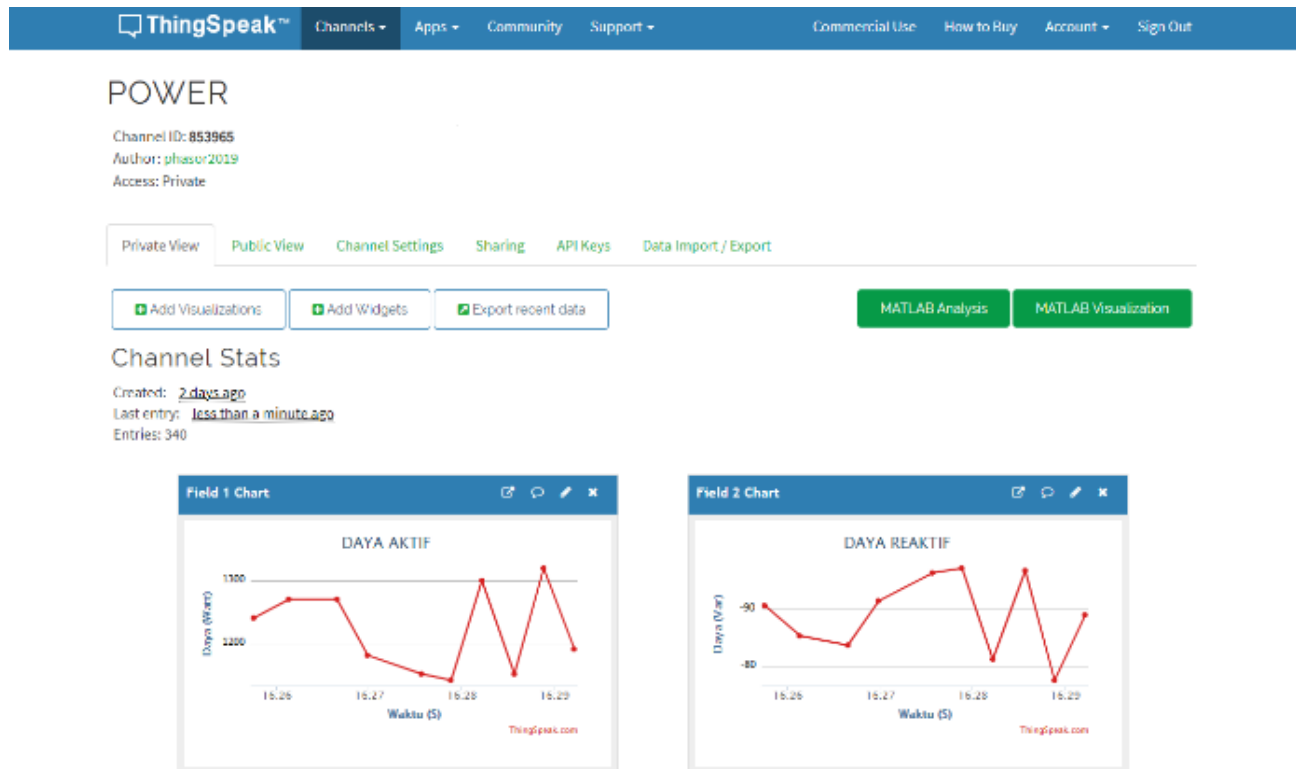 ThingSpeak™ Channels Apps Community Support Commercial Use How to Buy Account Sign Out
POWER
Channel ID: 853965
Author: phasor2019
Access: Private
Private View Public View Channel Settings Sharing API Keys Data Import / Export
Add Visualizations Add Widgets Export recent data MATLAB Analysis MATLAB Visualization
Channel Stats
Created: 2 days ago
Last entry: less than a minute ago
Entries: 340
Field 1 Chart
DAYA AKTIF
Daya (Watt)
1300
1200
16:26 16:27 16:28 16:29
Waktu (S)
ThingSpeak.com
Field 2 Chart
DAYA REAKTIF
Daya (Var)
-90
-80
16:26 16:27 16:28 16:29
Waktu (S)
ThingSpeak.com